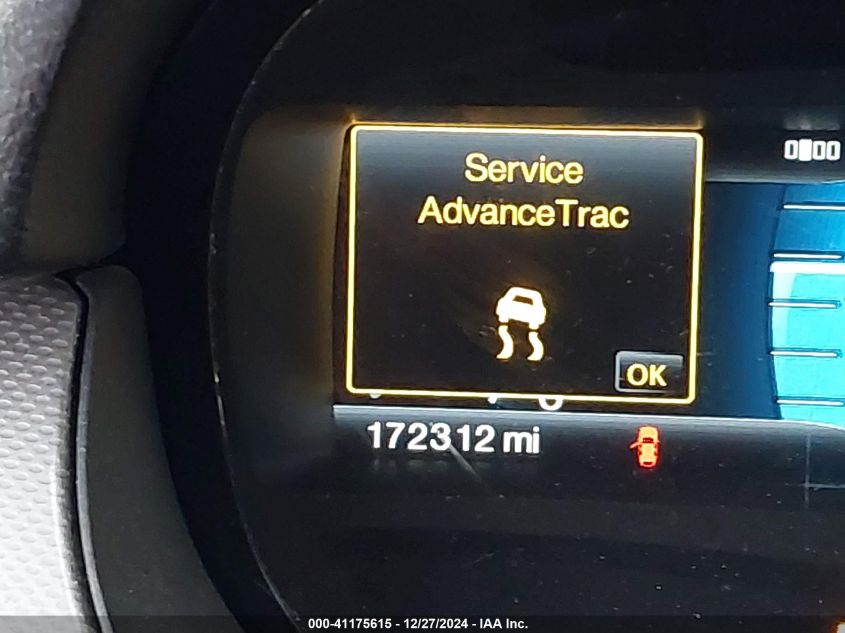 Service
AdvanceTrac
OK
172312 mi
000-41175615 - 12/27/2024 - IAA Inc.